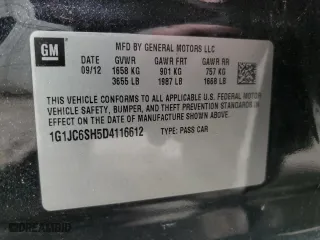 GM
MFD BY GENERAL MOTORS LLC
DATE GVWR GAWR FRT GAWR RR
09/12 1658 KG 901 KG 757 KG
3655 LB 1987 LB 1668 LB
THIS VEHICLE CONFORMS TO ALL APPLICABLE U.S. FEDERAL MOTOR
VEHICLE SAFETY, BUMPER, AND THEFT PREVENTION STANDARDS
IN EFFECT ON THE DATE OF MANUFACTURE SHOWN ABOVE.
1G1JC6SH5D4116612 TYPE: PASS CAR